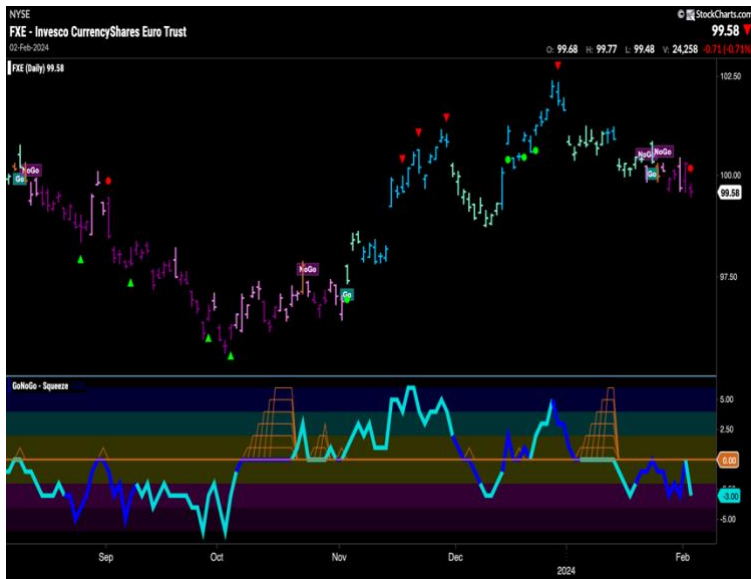 NYSE
© StockCharts.com
FXE - Invesco CurrencyShares Euro Trust
99.58
02-Feb-2024
O: 99.68 H: 99.77 L: 99.48 V: 24,258 -0.71 (-0.71%)
FXE (Daily) 99.58
102.50
NoGo
Go
NoGo
NoGo
Go
100.00
99.58
NoGo
Go
97.50
GoNoGo - Squeeze
5.00
2.50
0.00
-3.00
-5.00
Sep
Oct
Nov
Dec
2024
Feb